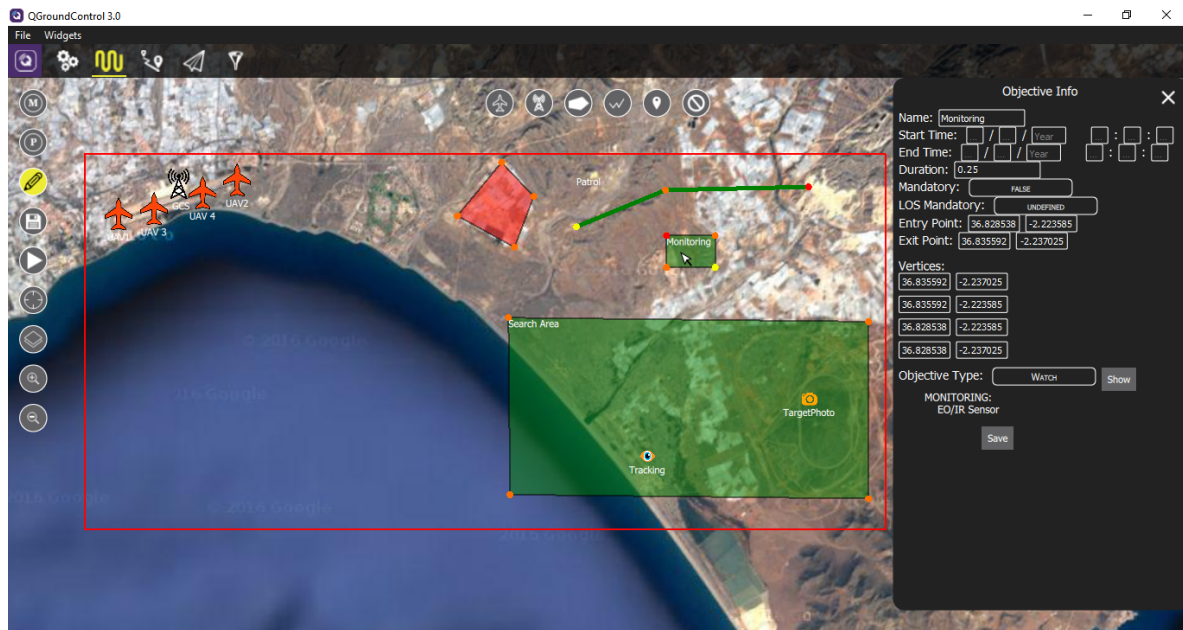 QGroundControl 3.0
File Widgets
M
P
GCS
UAV 4
UAV2
UAV 3
UAV1
Patrol
Monitoring
Search Area
TargetPhoto
Tracking
© 2016 Google
2016 Google
© 2016 Google
2016 Google
Objective Info
Name: Monitoring
Start Time: ... / ... / Year ... : ... : ...
End Time: ... / ... / Year ... : ... : ...
Duration: 0.25
Mandatory: FALSE
LOS Mandatory: UNDEFINED
Entry Point: 36.828538 -2.223585
Exit Point: 36.835592 -2.237025
Vertices:
36.835592 -2.237025
36.835592 -2.223585
36.828538 -2.223585
36.828538 -2.237025
Objective Type: WATCH Show
MONITORING:
EO/IR Sensor
Save